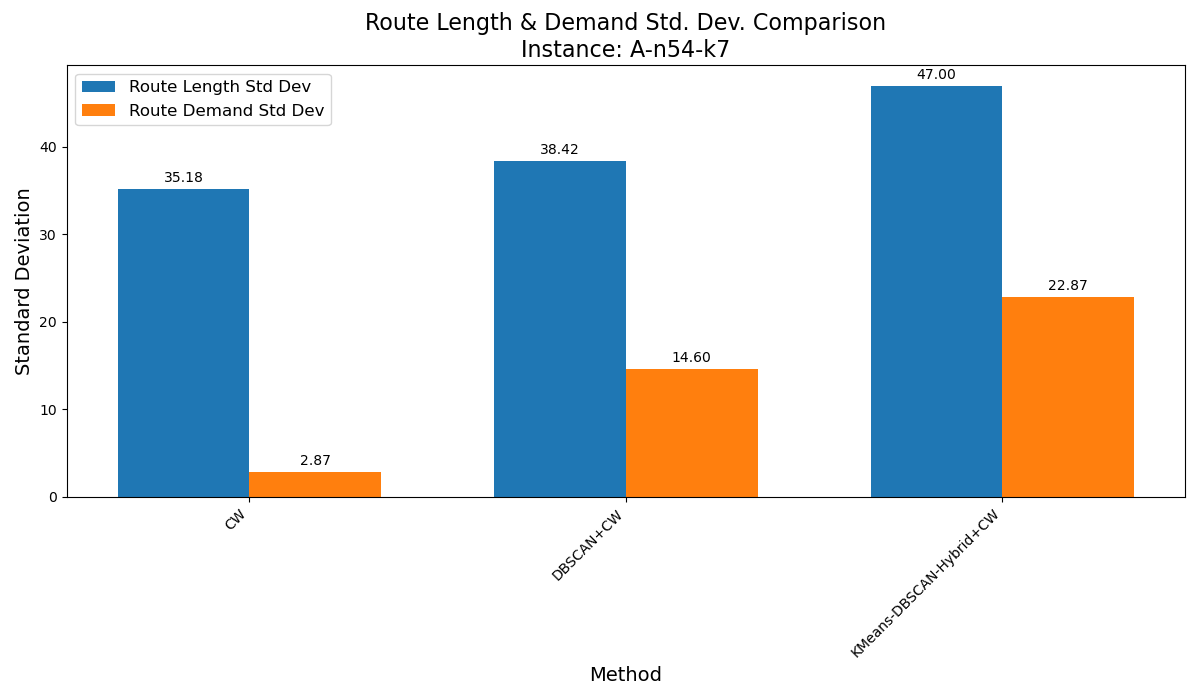 Route Length & Demand Std. Dev. Comparison
Instance: A-n54-k7
Route Length Std Dev
Route Demand Std Dev
Standard Deviation
40
30
20
10
0
35.18
2.87
38.42
14.60
47.00
22.87
CW
DBSCAN+CW
KMeans-DBSCAN-Hybrid+CW
Method